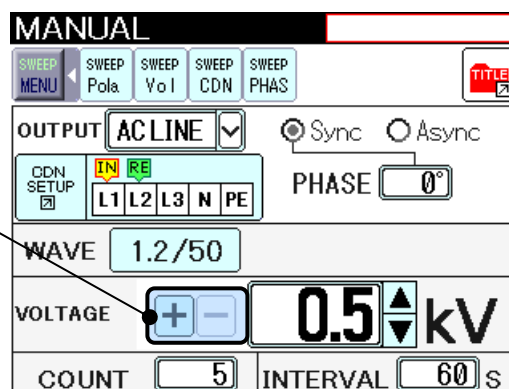 MANUAL
SWEEP MENU SWEEP Pola. SWEEP Vol SWEEP CDN SWEEP PHAS TITLE
OUTPUT AC LINE Sync Async
CDN SETUP IN RE L1 L2 L3 N PE PHASE 0°
WAVE 1.2/50
VOLTAGE + - 0.5 kV
COUNT 5 INTERVAL 60 s